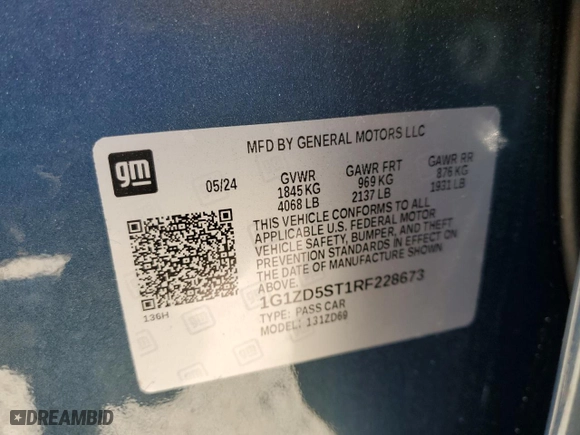 MFD BY GENERAL MOTORS LLC
gm
05/24
GVWR
1845 KG
4068 LB
GAWR FRT
969 KG
2137 LB
GAWR RR
876 KG
1931 LB
THIS VEHICLE CONFORMS TO ALL
APPLICABLE U.S. FEDERAL MOTOR
VEHICLE SAFETY, BUMPER, AND THEFT
PREVENTION STANDARDS IN EFFECT ON
THE DATE OF MANUFACTURE SHOWN
ABOVE.
1G1ZD5ST1RF228673
TYPE: PASS CAR
MODEL: 131ZD69
136H
DREAMBID